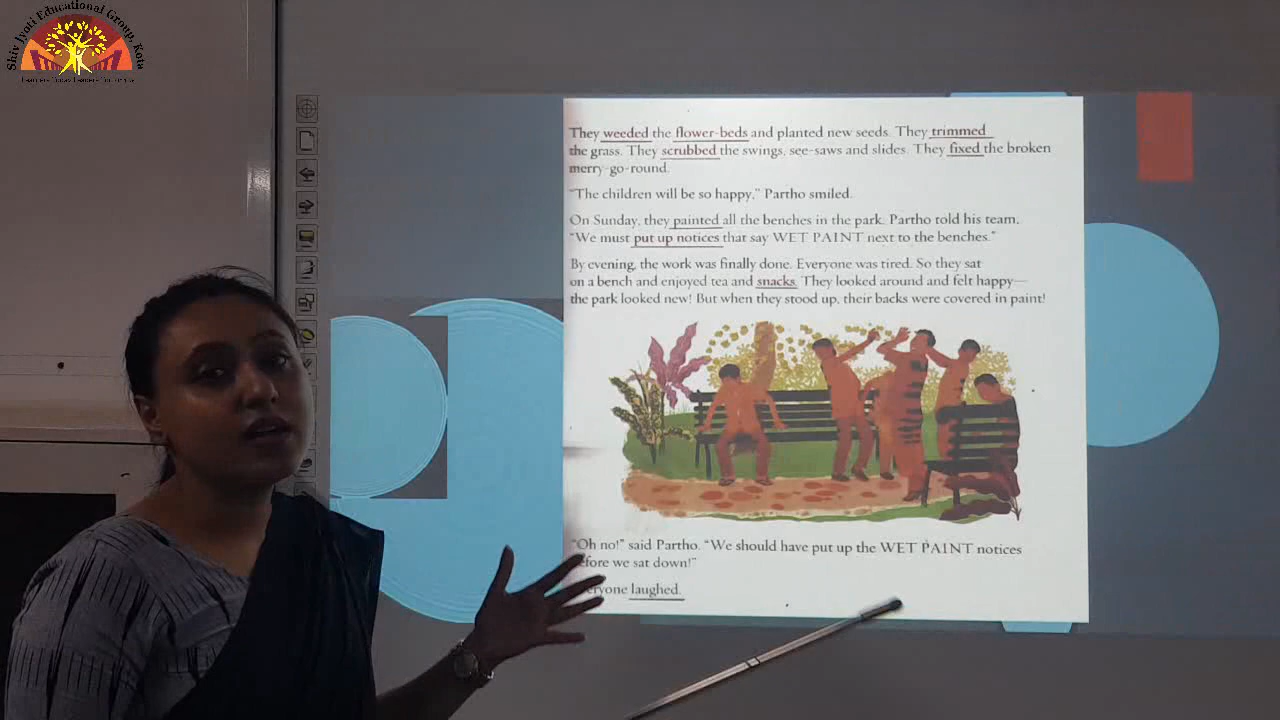 Shiv Jyoti Educational Group, Kota
They weeded the flower-beds and planted new seeds. They trimmed
the grass. They scrubbed the swings, see-saws and slides. They fixed the broken
merry-go-round.
“The children will be so happy,” Partho smiled.
On Sunday, they painted all the benches in the park. Partho told his team,
“We must put up notices that say WET PAINT next to the benches.”
By evening, the work was finally done. Everyone was tired. So they sat
on a bench and enjoyed tea and snacks. They looked around and felt happy—
the park looked new! But when they stood up, their backs were covered in paint!
“Oh no!” said Partho. “We should have put up the WET PAINT notices
efore we sat down!”
eryone laughed.